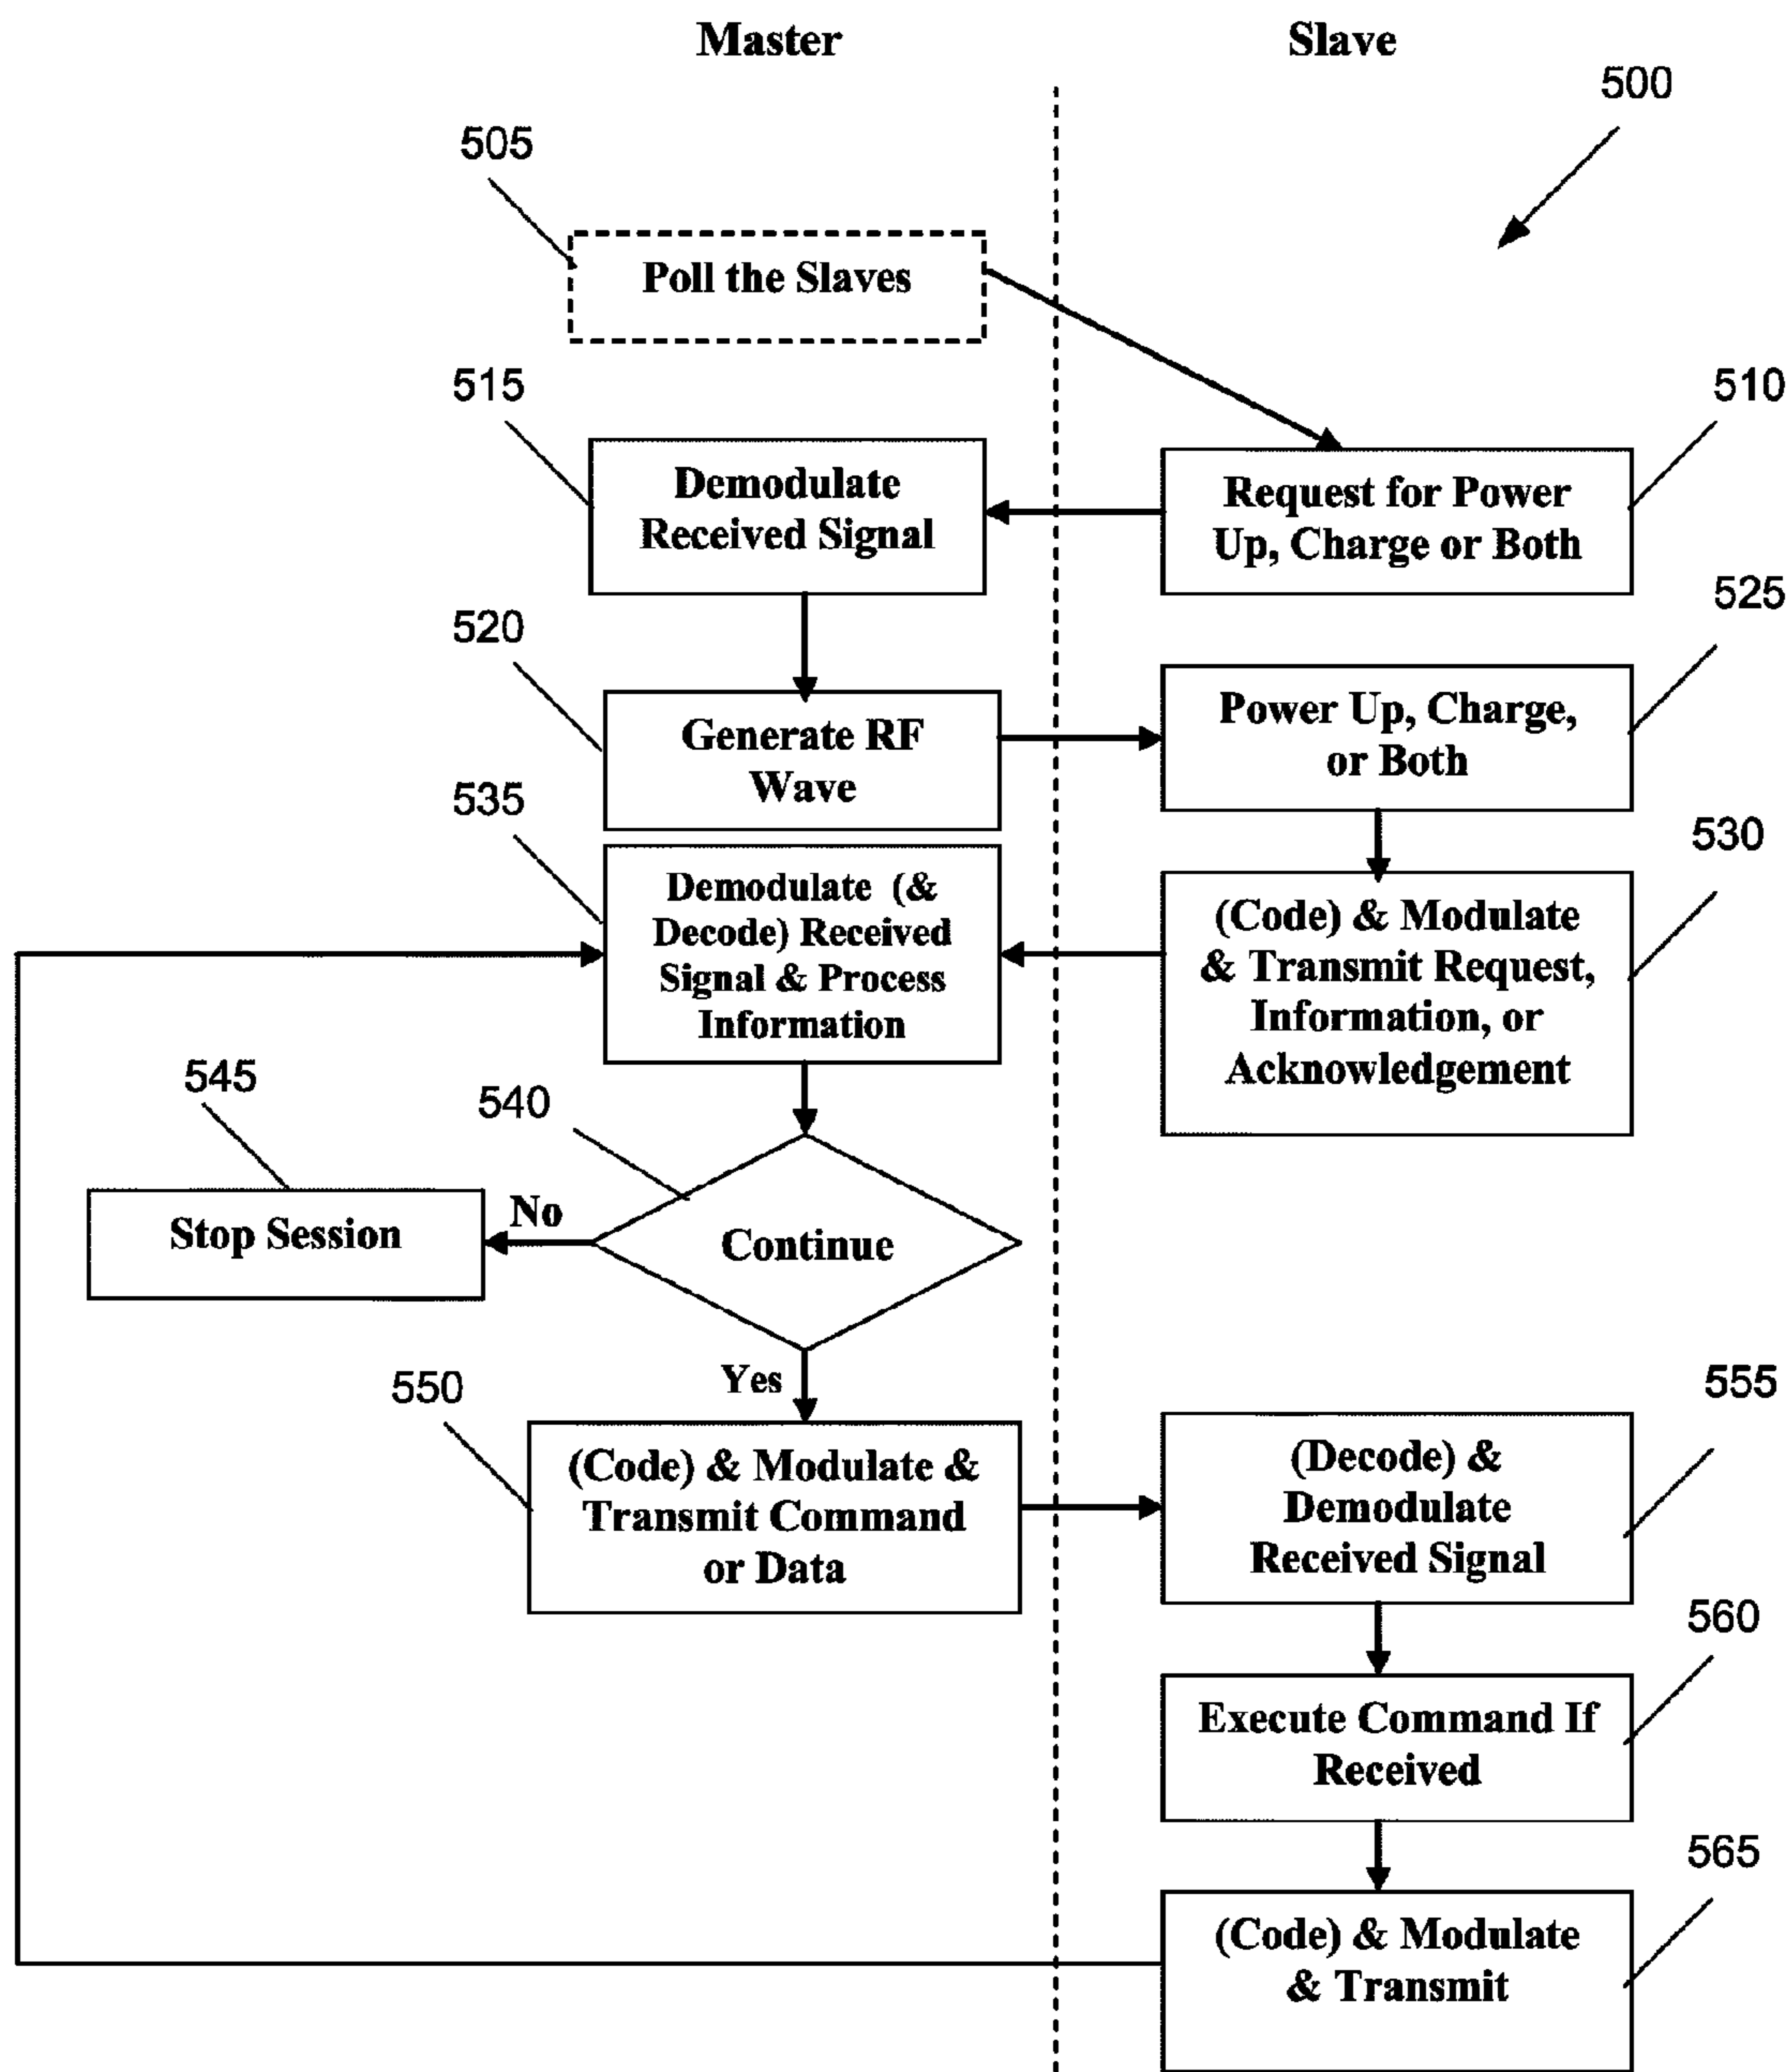 Master
Slave
500
505
Poll the Slaves
515
510
Demodulate
Received Signal
Request for Power
Up, Charge or Both
520
525
Generate RF
Wave
Power Up, Charge,
or Both
535
530
Demodulate (&
Decode) Received
Signal & Process
Information
(Code) & Modulate
& Transmit Request,
Information, or
Acknowledgement
545
540
Stop Session
No
Continue
Yes
550
555
(Code) & Modulate &
Transmit Command
or Data
(Decode) &
Demodulate
Received Signal
560
Execute Command If
Received
565
(Code) & Modulate
& Transmit